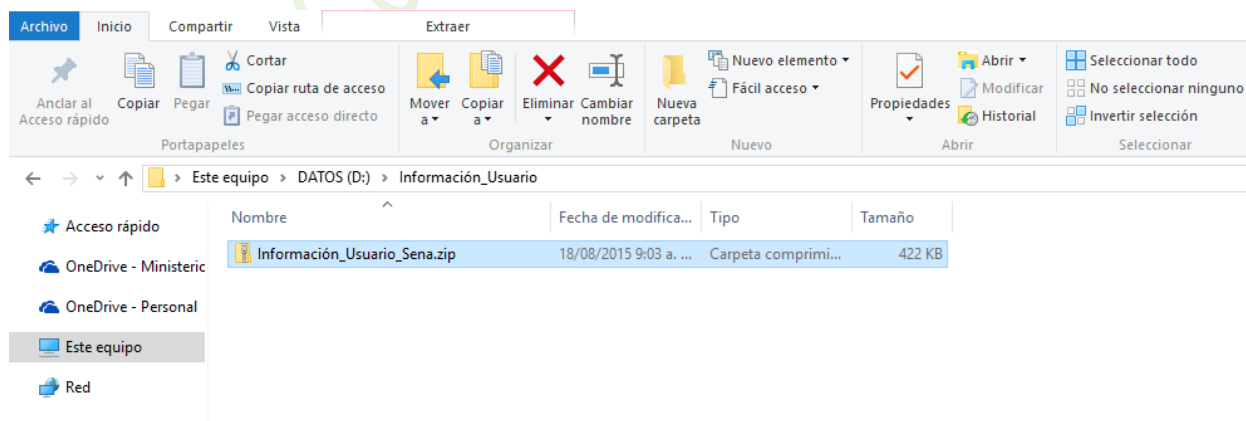 Archivo Inicio Compartir Vista Extraer
Anclar al Acceso rápido
Copiar
Pegar
Cortar
Copiar ruta de acceso
Pegar acceso directo
Portapapeles
Mover a
Copiar a
Eliminar
Cambiar nombre
Organizar
Nueva carpeta
Nuevo elemento
Fácil acceso
Nuevo
Propiedades
Abrir
Modificar
Historial
Abrir
Seleccionar todo
No seleccionar ninguno
Invertir selección
Seleccionar
Este equipo > DATOS (D:) > Información_Usuario
Nombre Fecha de modifica... Tipo Tamaño
Información_Usuario_Sena.zip 18/08/2015 9:03 a. ... Carpeta comprimi... 422 KB
Acceso rápido
OneDrive - Ministeric
OneDrive - Personal
Este equipo
Red